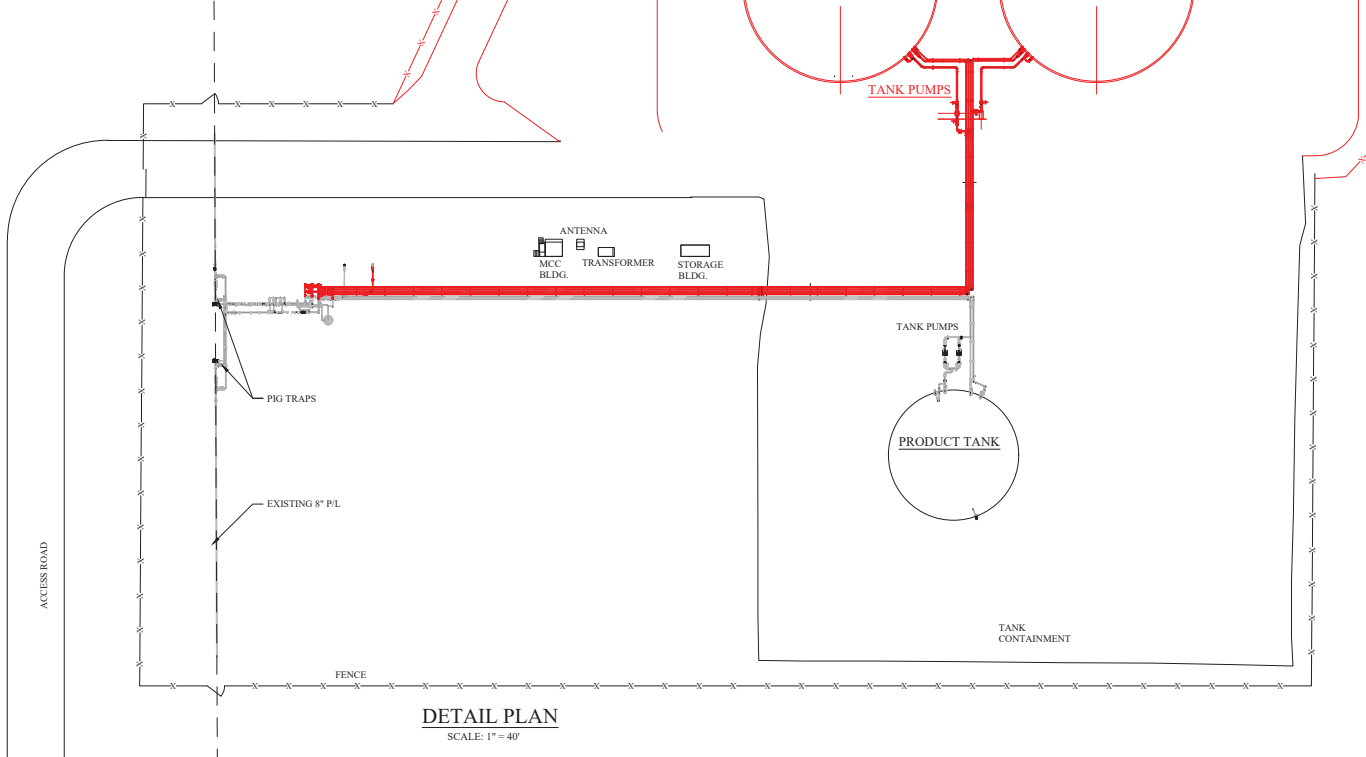 TANK PUMPS
ANTENNA
MCC
BLDG.
TRANSFORMER
STORAGE
BLDG.
TANK PUMPS
PIG TRAPS
PRODUCT TANK
EXISTING 8" P/L
ACCESS ROAD
TANK
CONTAINMENT
FENCE
DETAIL PLAN
SCALE: 1" = 40'